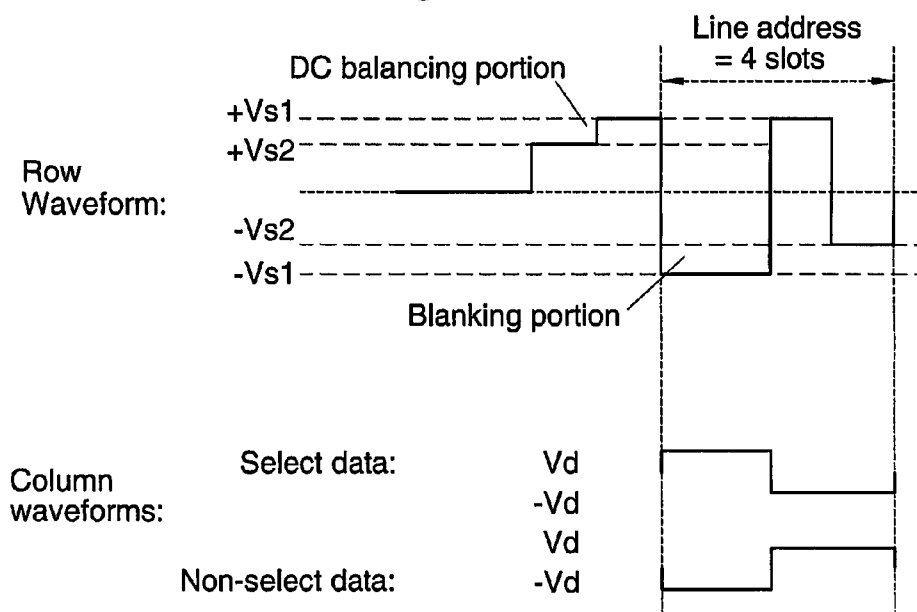 Line address
= 4 slots
DC balancing portion
+Vs1
+Vs2
Row
Waveform:
-Vs2
-Vs1
Blanking portion
Select data: Vd
Column
waveforms:
-Vd
Vd
Non-select data: -Vd